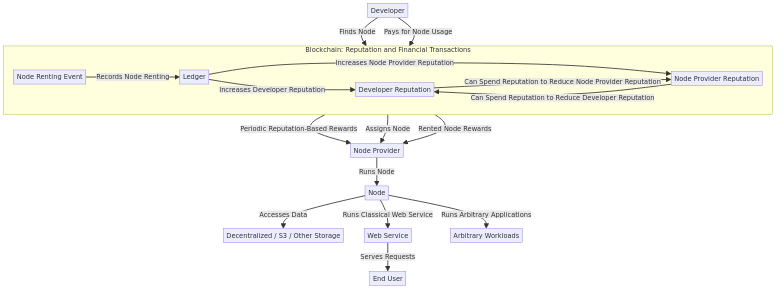 Developer
Finds Node
Pays for Node Usage
Blockchain: Reputation and Financial Transactions
Increases Node Provider Reputation
Node Renting Event
Records Node Renting
Ledger
Node Provider Reputation
Can Spend Reputation to Reduce Node Provider Reputation
Increases Developer Reputation
Developer Reputation
Can Spend Reputation to Reduce Developer Reputation
Periodic Reputation-Based Rewards
Assigns Node
Rented Node Rewards
Node Provider
Runs Node
Node
Accesses Data
Runs Classical Web Service
Runs Arbitrary Applications
Decentralized / S3 / Other Storage
Web Service
Arbitrary Workloads
Serves Requests
End User